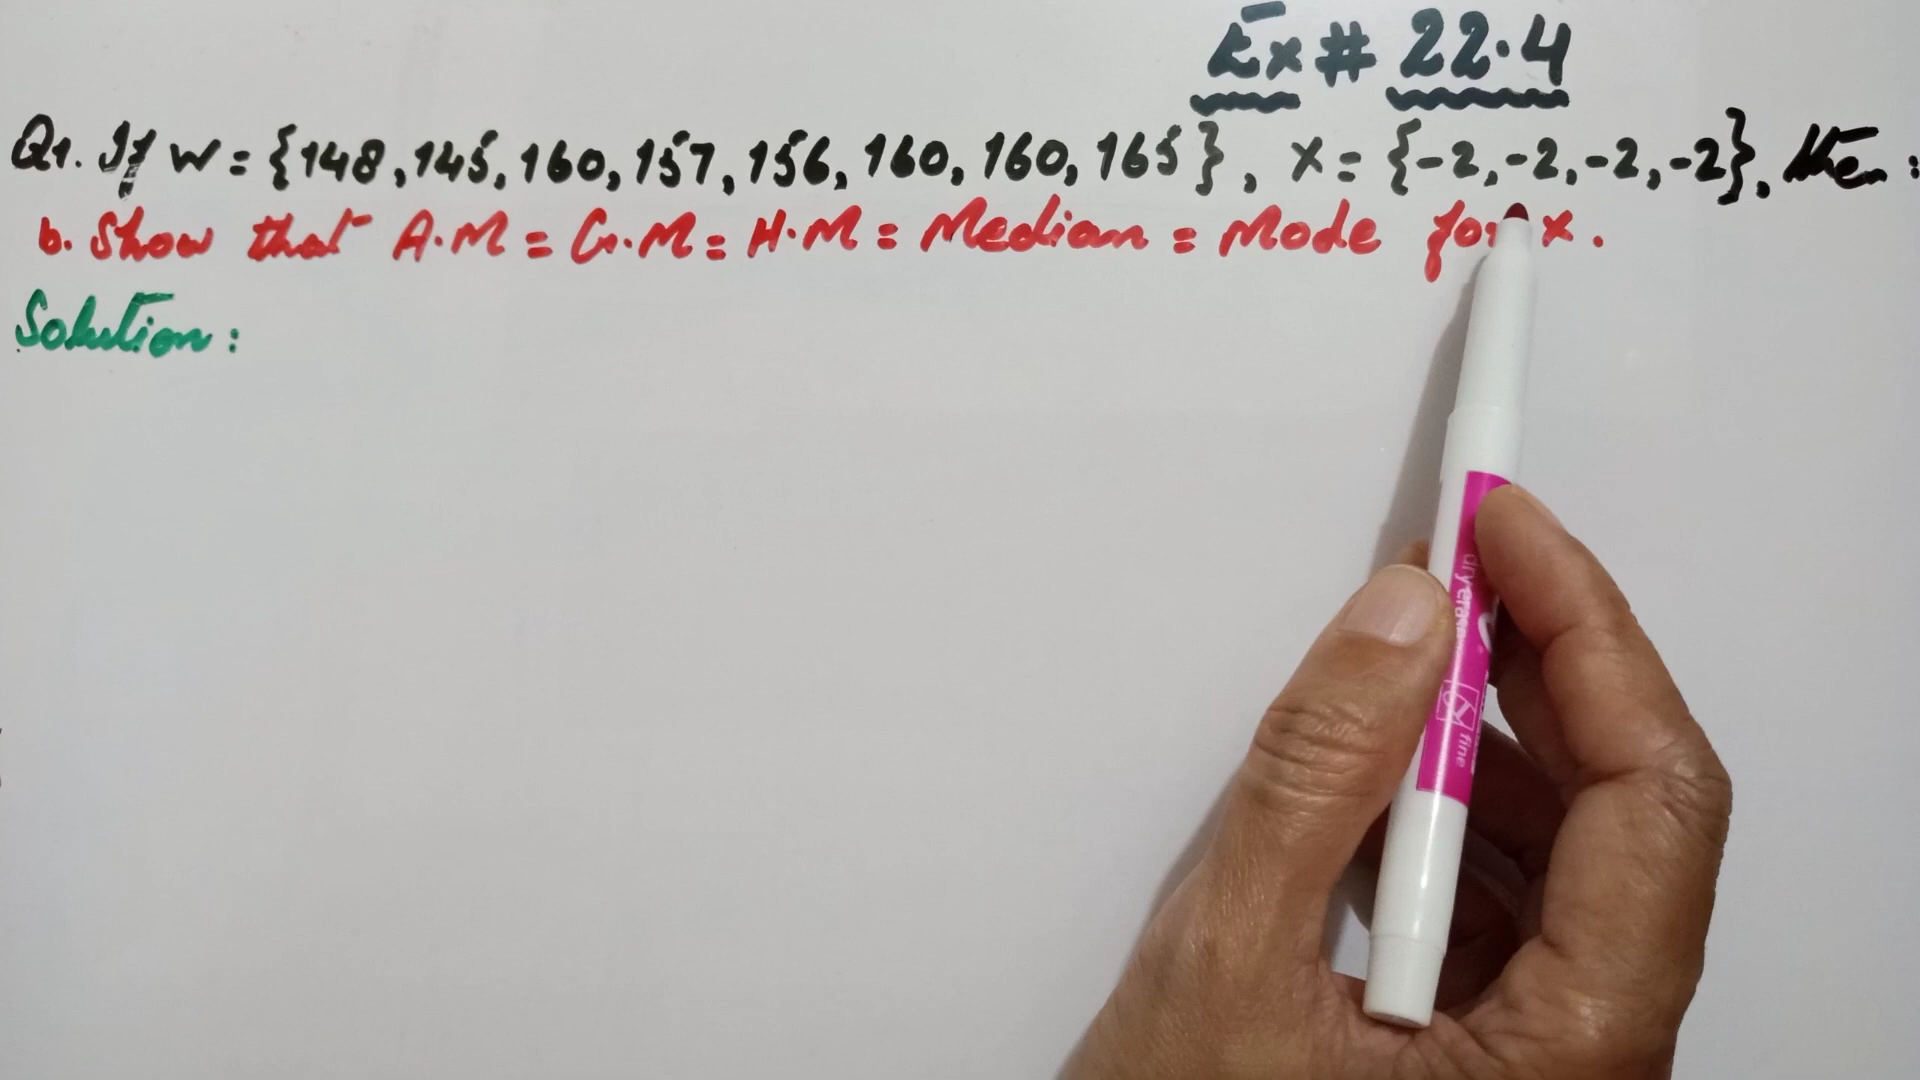 Ex # 22.4
Q1. If W = {148, 145, 160, 157, 156, 160, 160, 165}, X = {-2, -2, -2, -2}, then :
b. Show that A.M = G.M = H.M = Median = Mode for X.
Solution :
fine